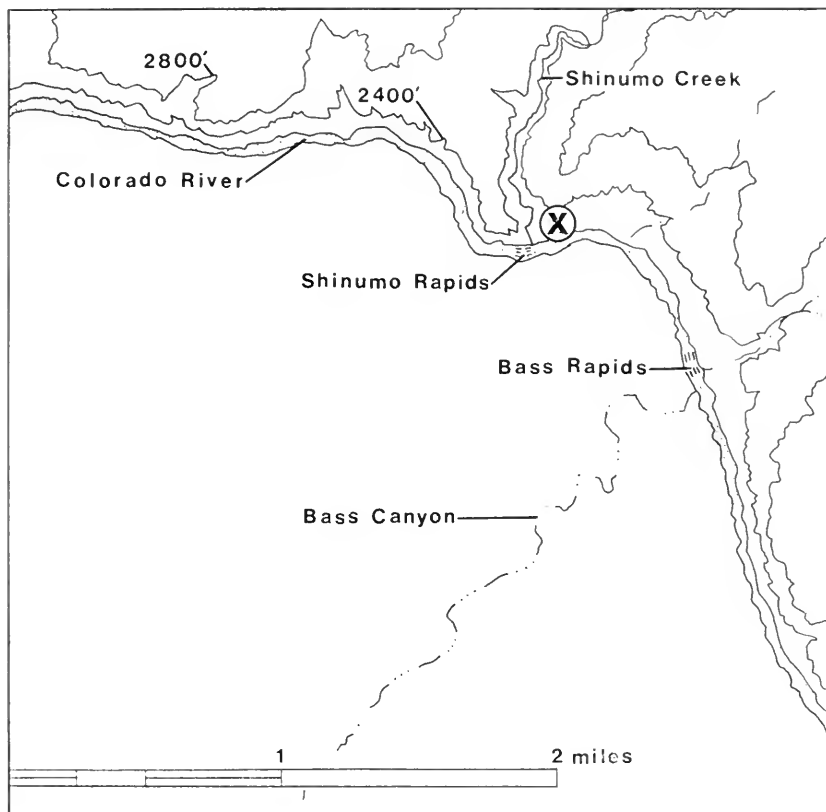 2800'
Shinumo Creek
2400'
Colorado River
X
Shinumo Rapids
Bass Rapids
Bass Canyon
1
2 miles